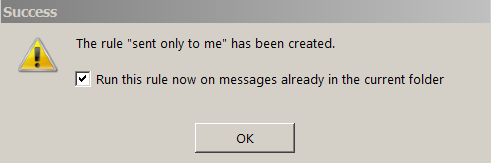 Success
The rule "sent only to me" has been created.
Run this rule now on messages already in the current folder
OK